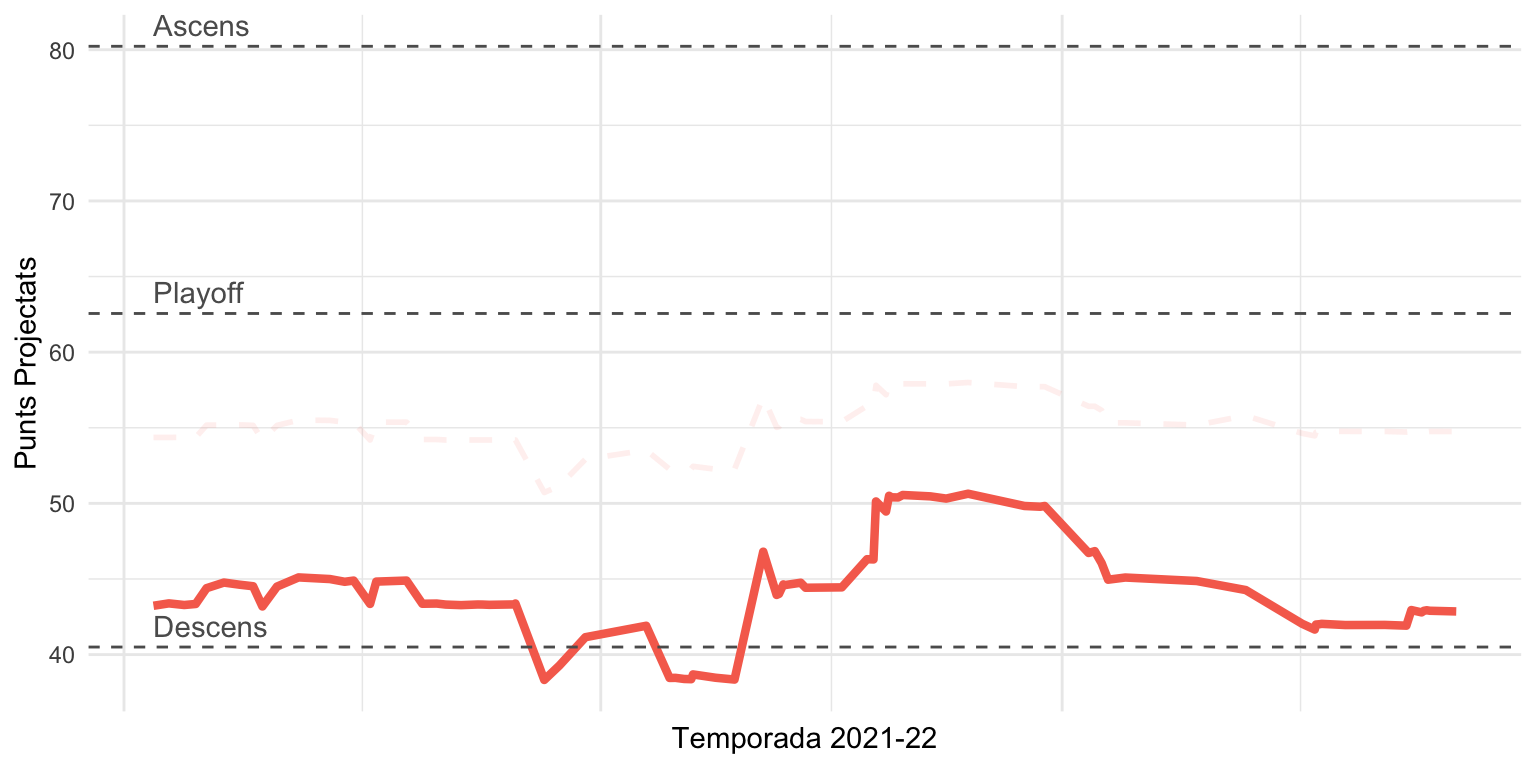 Ascens
80
70
Playoff
60
Punts Projectats
50
Descens
40
Temporada 2021-22